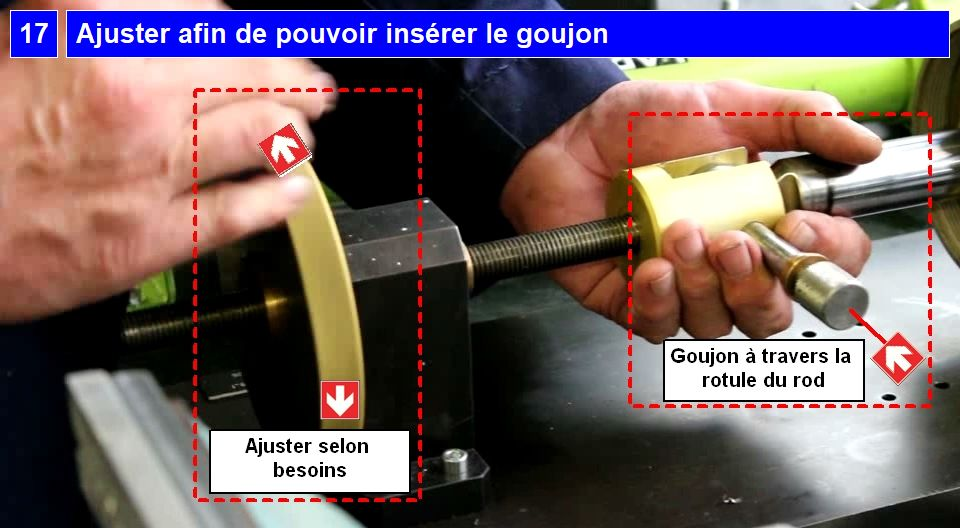 17 Ajuster afin de pouvoir insérer le goujon
Goujon à travers la
rotule du rod
Ajuster selon
besoins